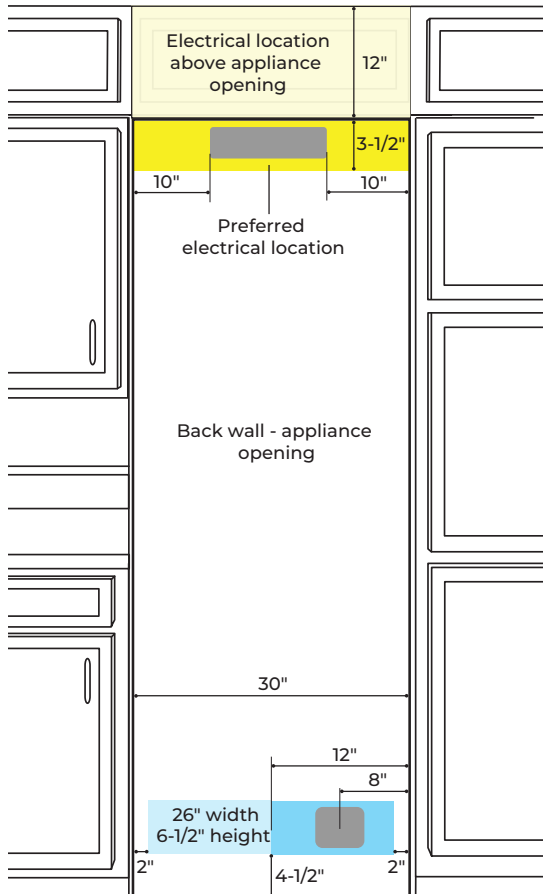 Electrical location
above appliance
opening
12"
3-1/2"
10"
10"
Preferred
electrical location
Back wall - appliance
opening
30"
12"
8"
26" width
6-1/2" height
2"
2"
4-1/2"